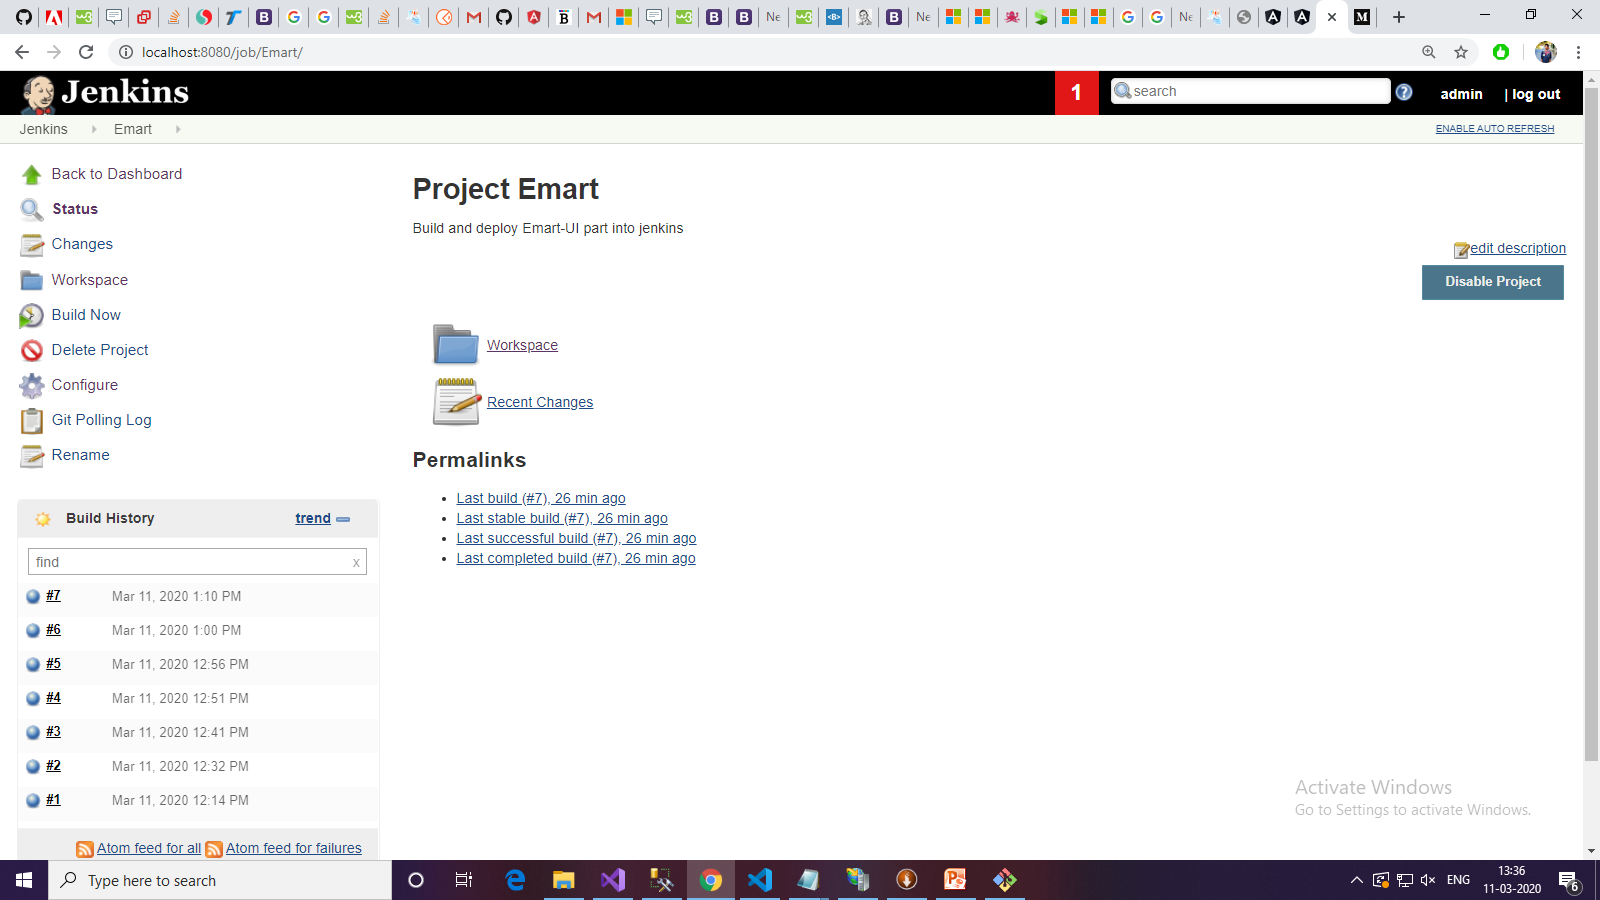 localhost:8080/job/Emart/
Jenkins
1
search
admin
| log out
Jenkins
Emart
ENABLE AUTO REFRESH
Back to Dashboard
Status
Changes
Workspace
Build Now
Delete Project
Configure
Git Polling Log
Rename
Project Emart
Build and deploy Emart-UI part into jenkins
edit description
Disable Project
Workspace
Recent Changes
Permalinks
Last build (#7), 26 min ago
Last stable build (#7), 26 min ago
Last successful build (#7), 26 min ago
Last completed build (#7), 26 min ago
Build History
trend
find
x
#7 Mar 11, 2020 1:10 PM
#6 Mar 11, 2020 1:00 PM
#5 Mar 11, 2020 12:56 PM
#4 Mar 11, 2020 12:51 PM
#3 Mar 11, 2020 12:41 PM
#2 Mar 11, 2020 12:32 PM
#1 Mar 11, 2020 12:14 PM
Atom feed for all
Atom feed for failures
Activate Windows
Go to Settings to activate Windows.
Type here to search
ENG
13:36
11-03-2020
6